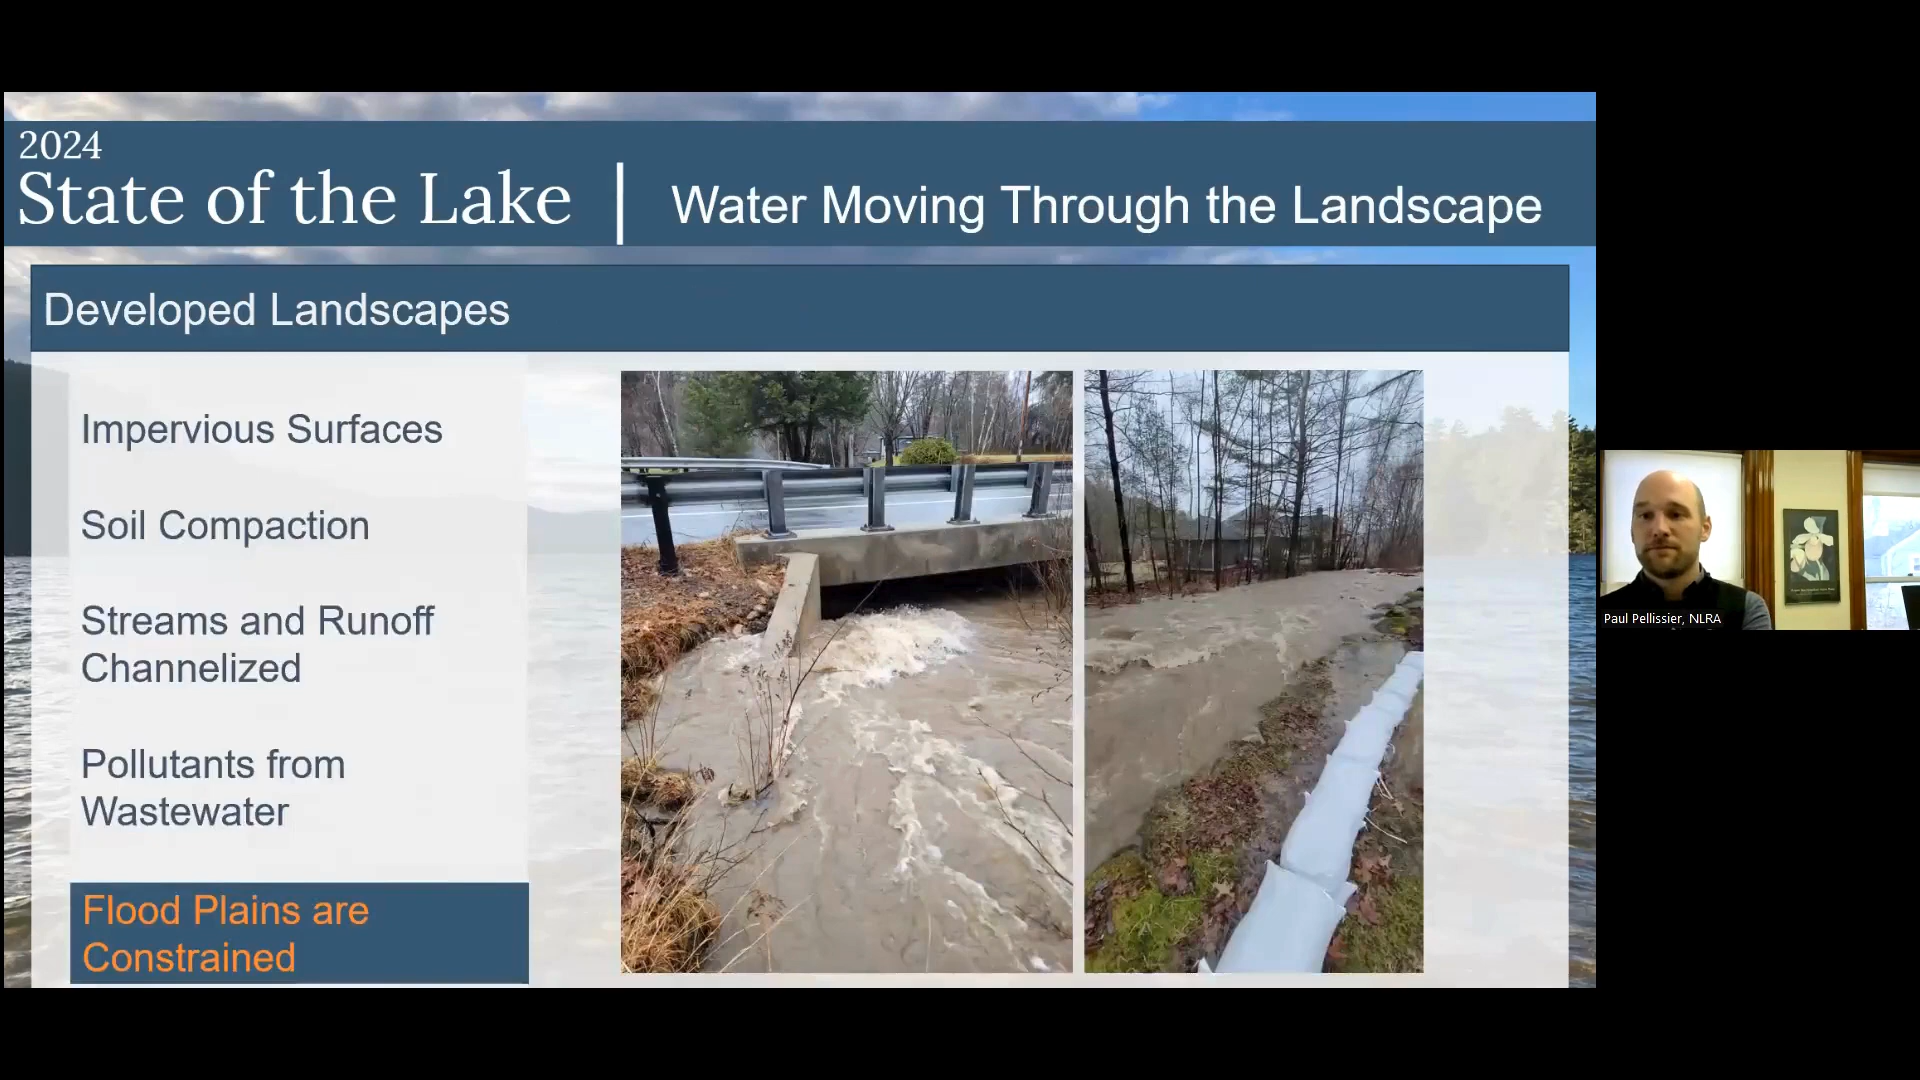 2024
State of the Lake
Water Moving Through the Landscape
Developed Landscapes
Impervious Surfaces
Soil Compaction
Streams and Runoff
Channelized
Pollutants from
Wastewater
Flood Plains are
Constrained
Paul Pellissier, NLRA